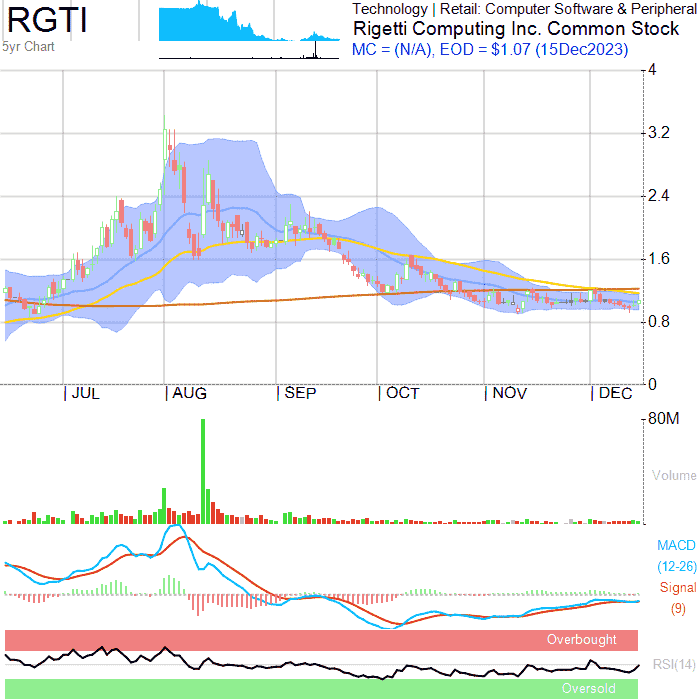 RGTI
5yr Chart
Technology | Retail: Computer Software & Peripheral
Rigetti Computing Inc. Common Stock
MC = (N/A), EOD = $1.07 (15Dec2023)
4
3.2
2.4
1.6
0.8
0
JUL AUG SEP OCT NOV DEC
80M
Volume
MACD
(12-26)
Signal
(9)
Overbought
RSI(14)
Oversold